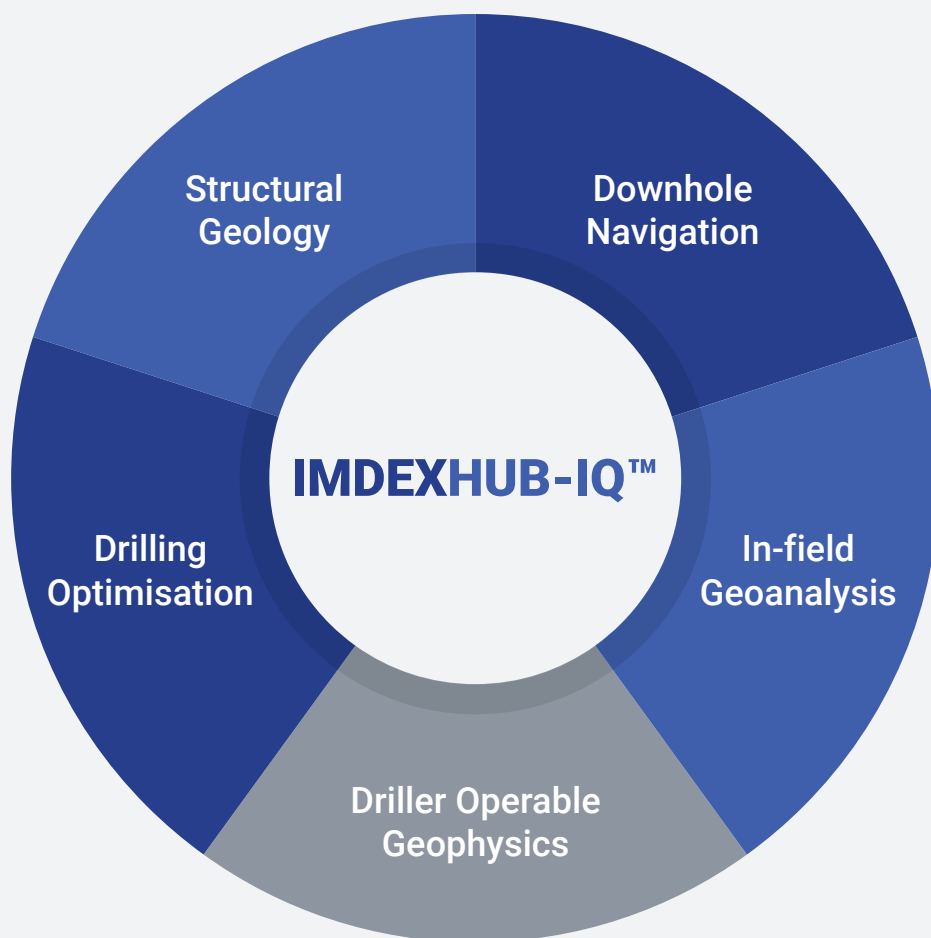 Structural
Geology
Downhole
Navigation
IMDEXHUB-IQ™
Drilling
Optimisation
In-field
Geoanalysis
Driller Operable
Geophysics